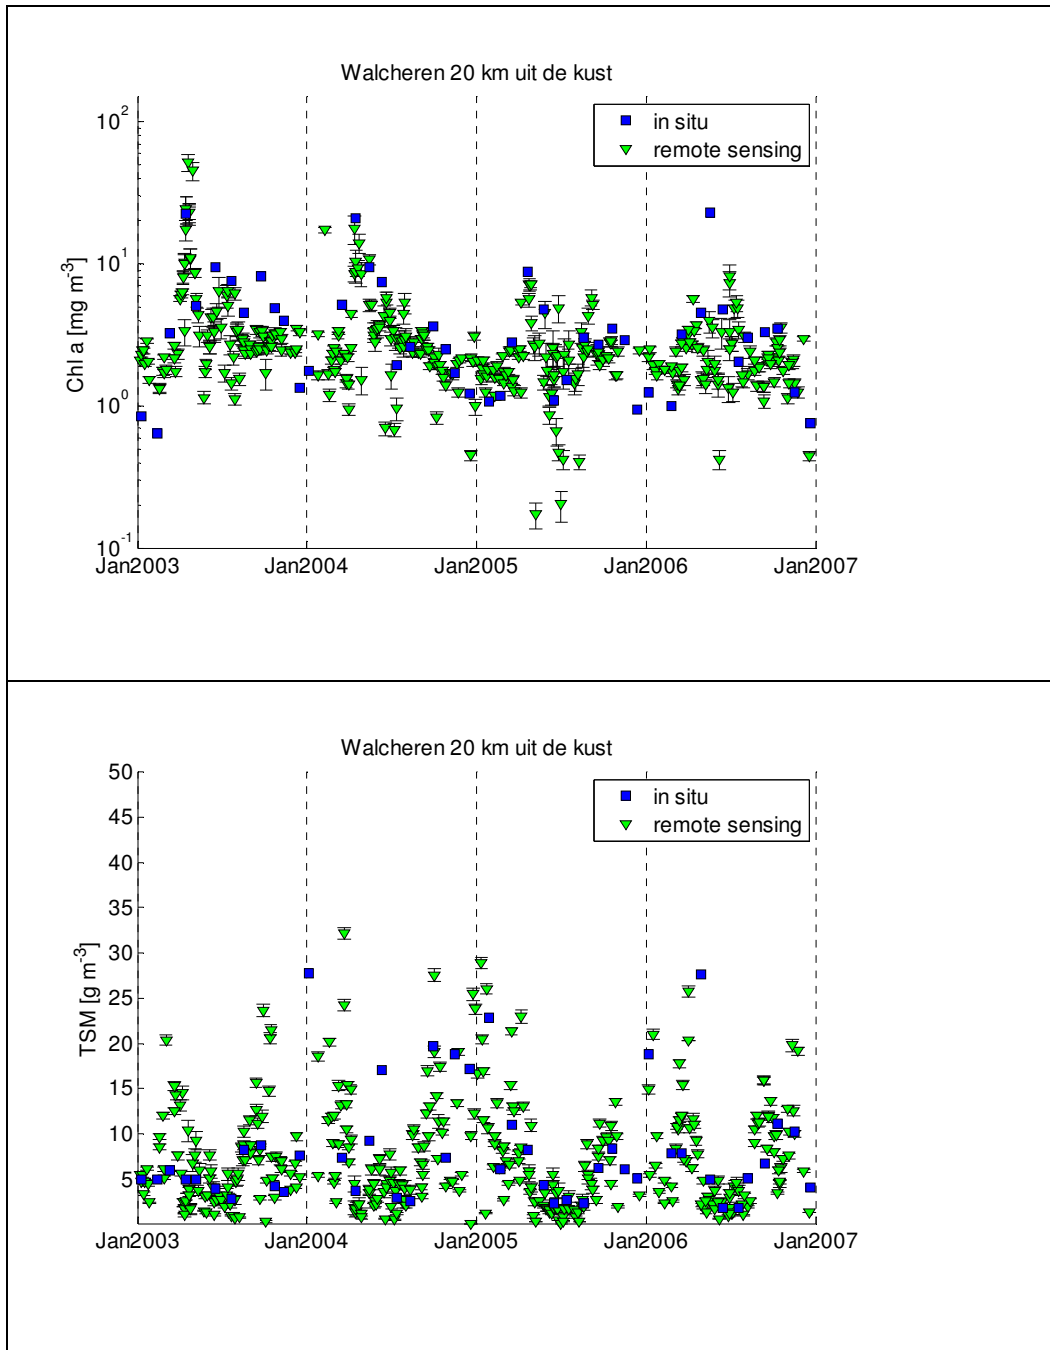 Walcheren 20 km uit de kust
in situ
remote sensing
10^2
10^1
10^0
10^-1
Chl a [mg m^-3]
Jan2003 Jan2004 Jan2005 Jan2006 Jan2007
Walcheren 20 km uit de kust
in situ
remote sensing
50
45
40
35
30
25
20
15
10
5
TSM [g m^-3]
Jan2003 Jan2004 Jan2005 Jan2006 Jan2007